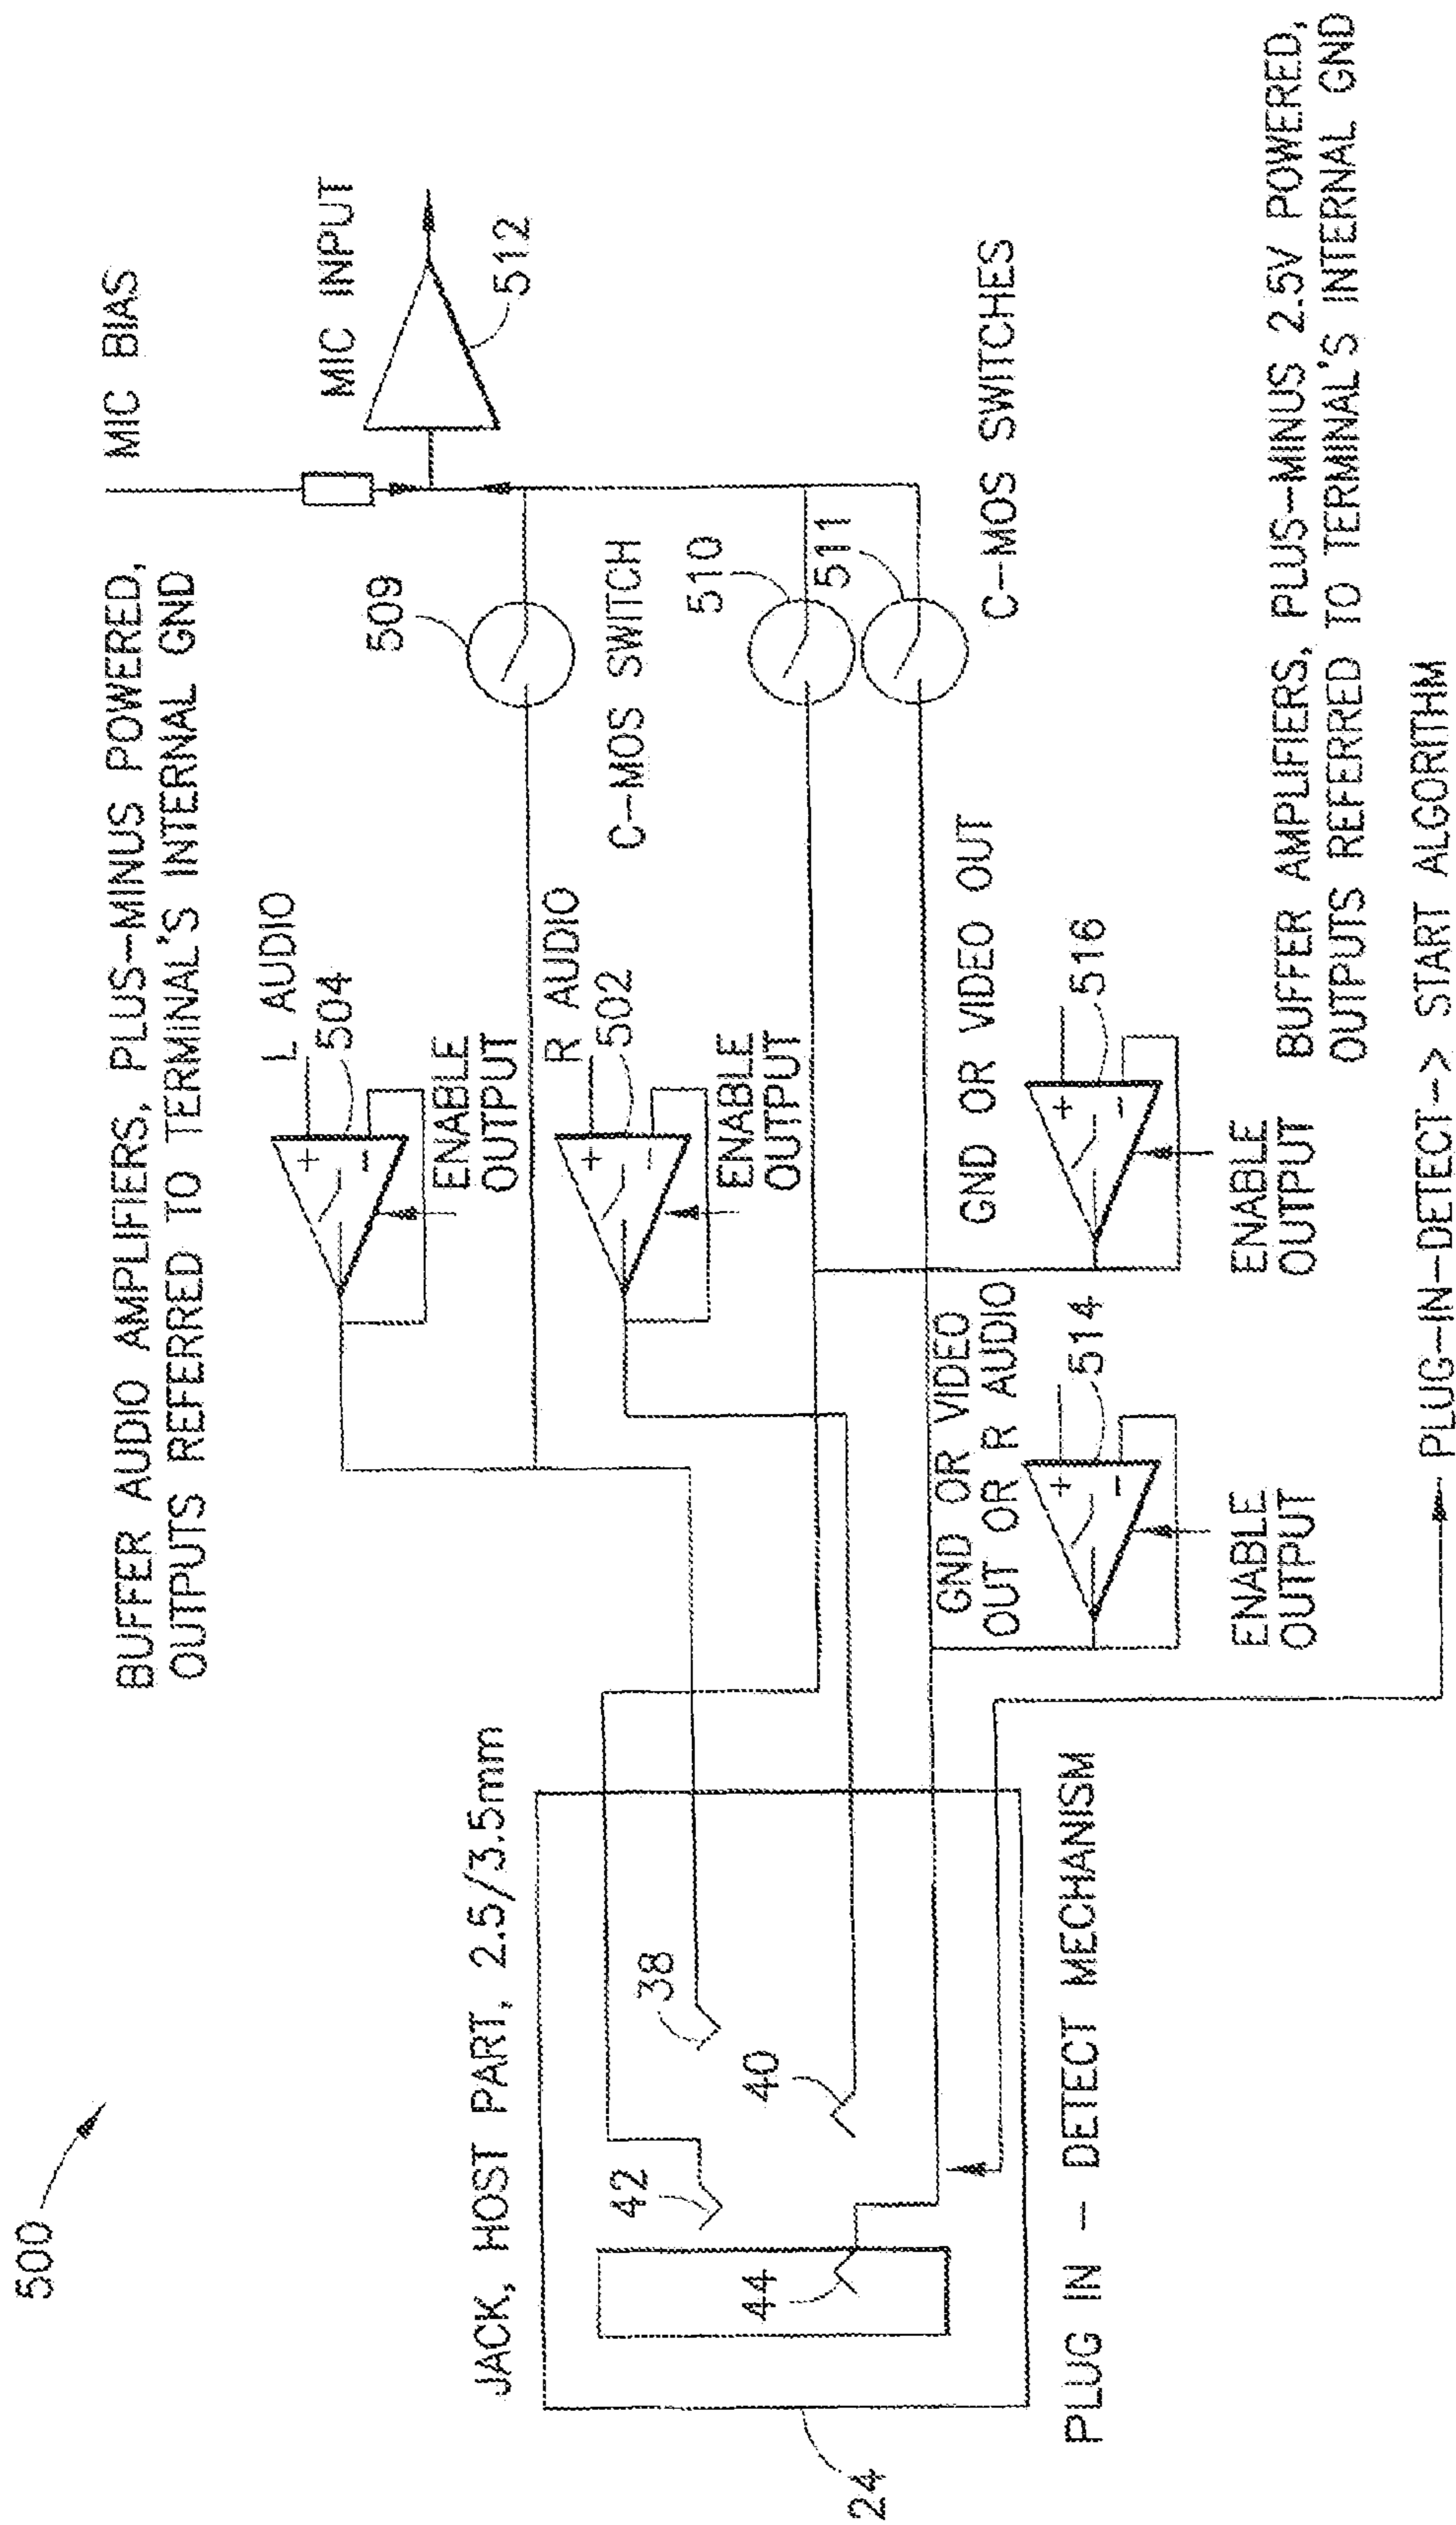 500
BUFFER AUDIO AMPLIFIERS, PLUS-MINUS POWERED,
OUTPUTS REFERRED TO TERMINAL'S INTERNAL GND
MIC BIAS
L AUDIO
504
ENABLE
OUTPUT
MIC INPUT
512
509
C-MOS SWITCH
R AUDIO
502
ENABLE
OUTPUT
JACK, HOST PART, 2.5/3.5mm
38
42
40
44
24
510
511
C-MOS SWITCHES
GND OR VIDEO OUT
516
ENABLE
OUTPUT
GND OR VIDEO
OUT OR R AUDIO
514
ENABLE
OUTPUT
PLUG IN - DETECT MECHANISM
BUFFER AMPLIFIERS, PLUS-MINUS 2.5V POWERED,
OUTPUTS REFERRED TO TERMINAL'S INTERNAL GND
PLUG-IN-DETECT-> START ALGORITHM